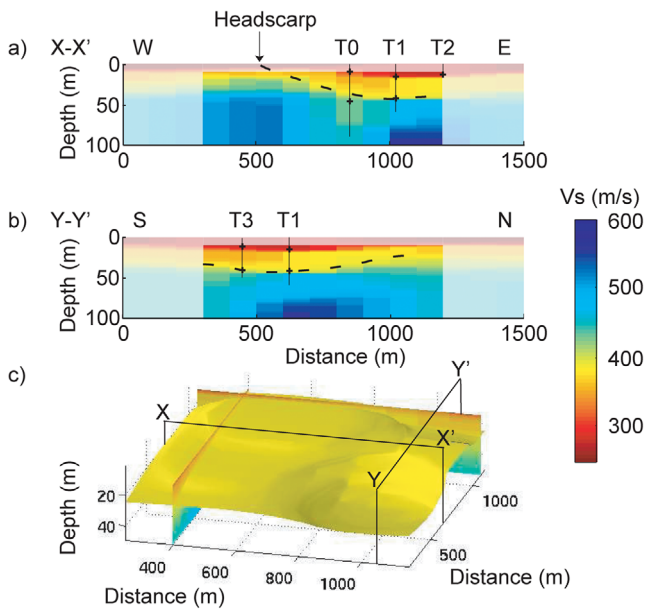 Headscarp
a) X-X' W T0 T1 T2 E
0
50
100
Depth (m)
0 500 1000 1500
b) Y-Y' S T3 T1 N
0
50
100
Depth (m)
0 500 1000 1500
Distance (m)
Vs (m/s)
600
500
400
300
c)
Y'
X
X'
Y
20
40
Depth (m)
400 600 800 1000
Distance (m)
500
1000
Distance (m)